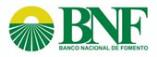 BNF
BANCO NACIONAL DE FOMENTO